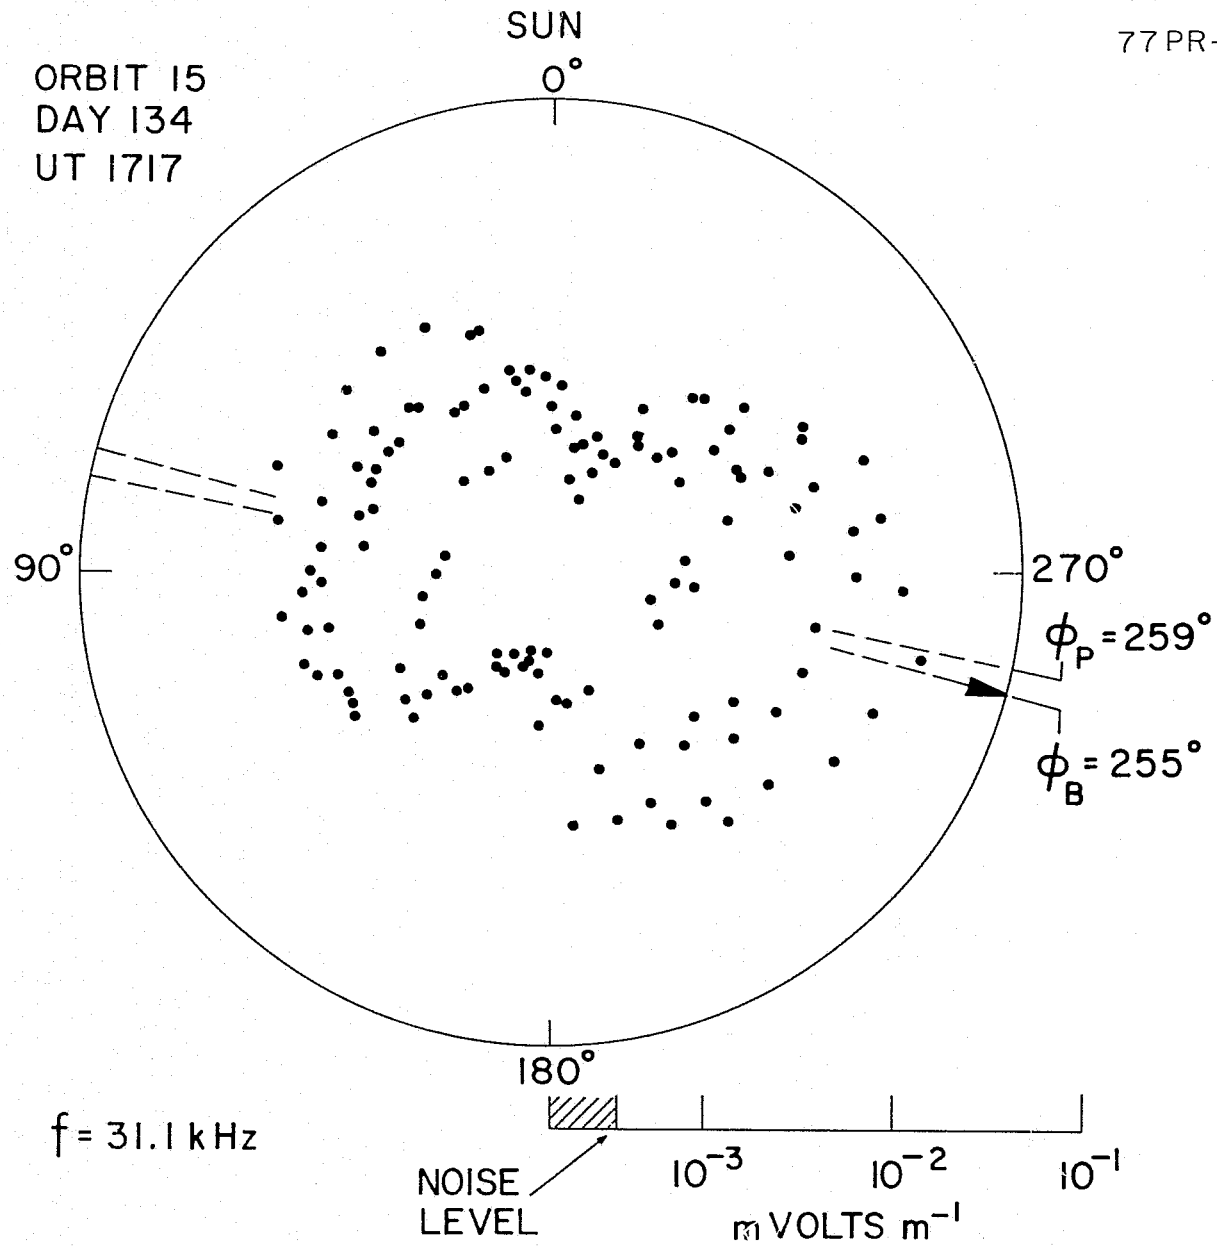 SUN
77PR-
0°
ORBIT 15
DAY 134
UT 1717
90°
270°
ϕP = 259°
ϕB = 255°
180°
f = 31.1 kHz
NOISE
LEVEL
10⁻³
10⁻²
10⁻¹
m VOLTS m⁻¹